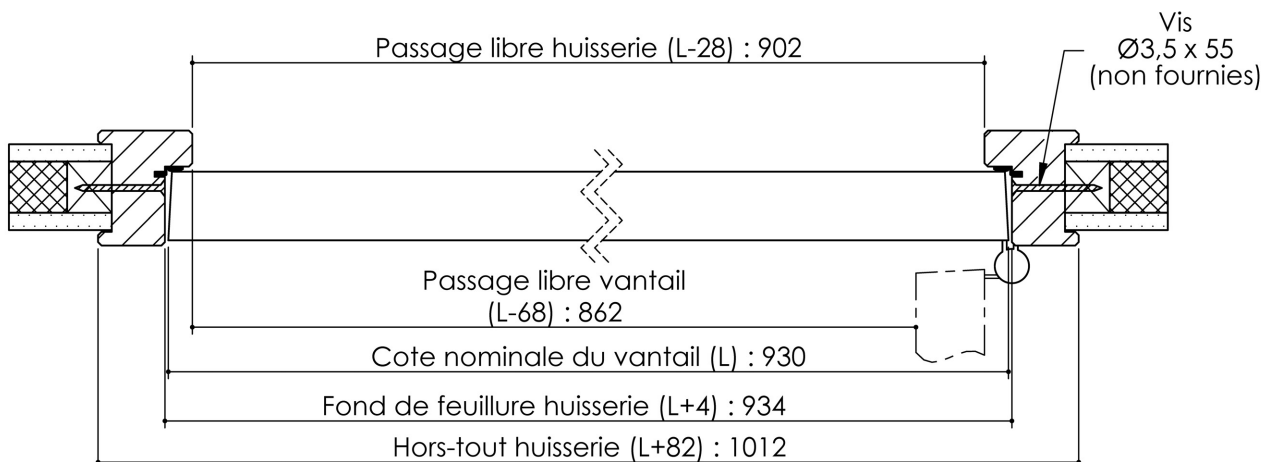 Vis
Ø3,5 x 55
(non fournies)
Passage libre huisserie (L-28) : 902
Passage libre vantail
(L-68) : 862
Cote nominale du vantail (L) : 930
Fond de feuillure huisserie (L+4) : 934
Hors-tout huisserie (L+82) : 1012